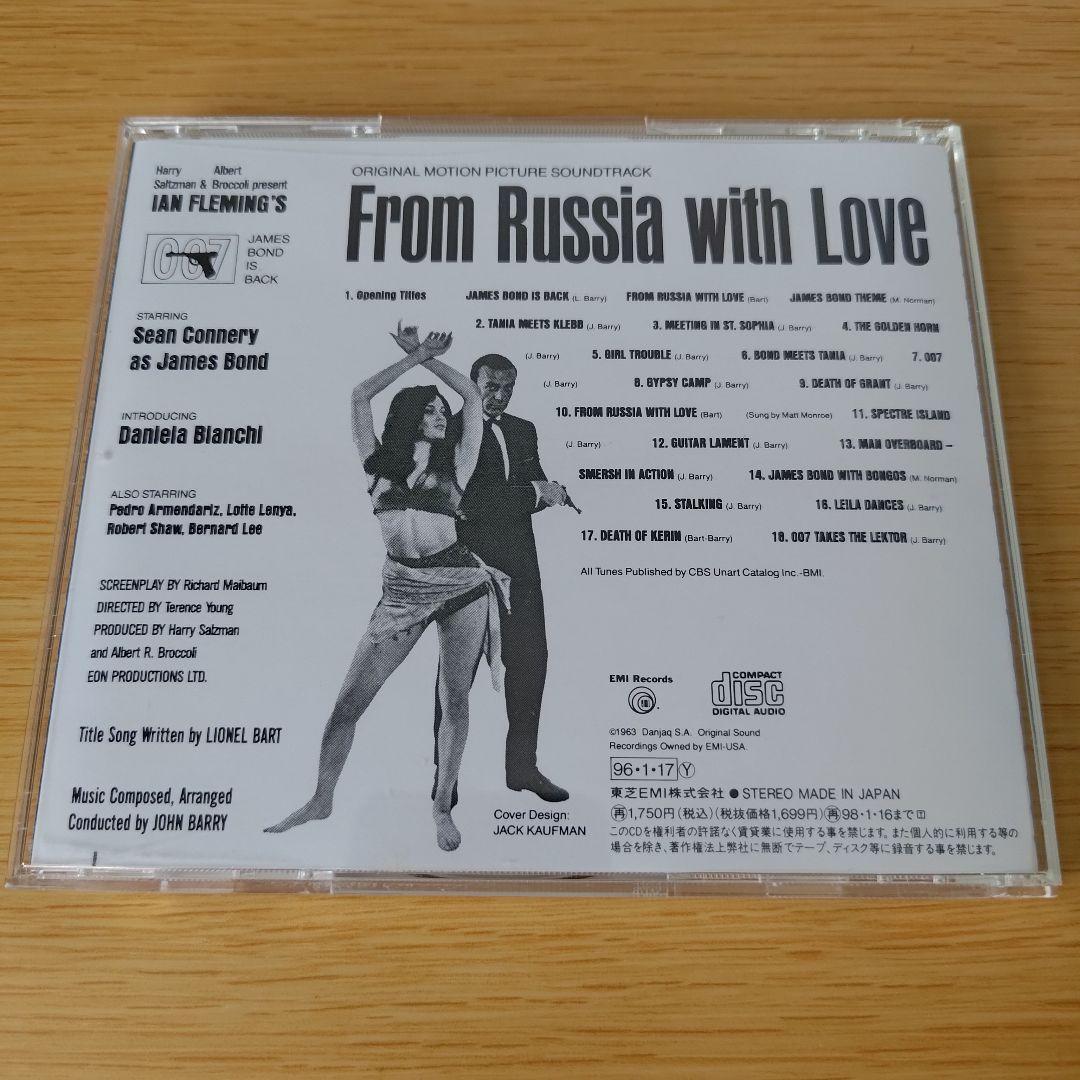 Harry Albert
Saltzman & Broccoli present
IAN FLEMING'S
007
JAMES
BOND
IS
BACK
STARRING
Sean Connery
as James Bond
INTRODUCING
Daniela Bianchi
ALSO STARRING
Pedro Armendariz, Lotte Lenya,
Robert Shaw, Bernard Lee
SCREENPLAY BY Richard Maibaum
DIRECTED BY Terence Young
PRODUCED BY Harry Salzman
and Albert R. Broccoli
EON PRODUCTIONS LTD.
Title Song Written by LIONEL BART
Music Composed, Arranged
Conducted by JOHN BARRY
ORIGINAL MOTION PICTURE SOUNDTRACK
From Russia with Love
1. Opening Titles JAMES BOND IS BACK (L. Barry) FROM RUSSIA WITH LOVE (Bart) JAMES BOND THEME (M. Norman)
2. TANIA MEETS KLEBB (J. Barry) 3. MEETING IN ST. SOPHIA (J. Barry) 4. THE GOLDEN HORN
(J. Barry) 5. GIRL TROUBLE (J. Barry) 6. BOND MEETS TANIA (J. Barry) 7. 007
(J. Barry) 8. GYPSY CAMP (J. Barry) 9. DEATH OF GRANT (J. Barry)
10. FROM RUSSIA WITH LOVE (Bart) (Sung by Matt Monroe) 11. SPECTRE ISLAND
(J. Barry) 12. GUITAR LAMENT (J. Barry) 13. MAN OVERBOARD –
SMERSH IN ACTION (J. Barry) 14. JAMES BOND WITH BONGOS (M. Norman)
15. STALKING (J. Barry) 16. LEILA DANCES (J. Barry)
17. DEATH OF KERIN (Bart-Barry) 18. 007 TAKES THE LEKTOR (J. Barry)
All Tunes Published by CBS Unart Catalog Inc.-BMI.
EMI Records
COMPACT
disc
DIGITAL AUDIO
©1963 Danjaq S.A. Original Sound
Recordings Owned by EMI-USA.
96・1・17 Ⓨ
東芝EMI株式会社 ● STEREO MADE IN JAPAN
㊢1,750円(税込)(税抜価格1,699円)㊢98・1・16まで
このCDを権利者の許諾なく賃貸業に使用する事を禁じます。また個人的に利用する等の
場合を除き、著作権法上弊社に無断でテープ、ディスク等に録音する事を禁じます。
Cover Design:
JACK KAUFMAN